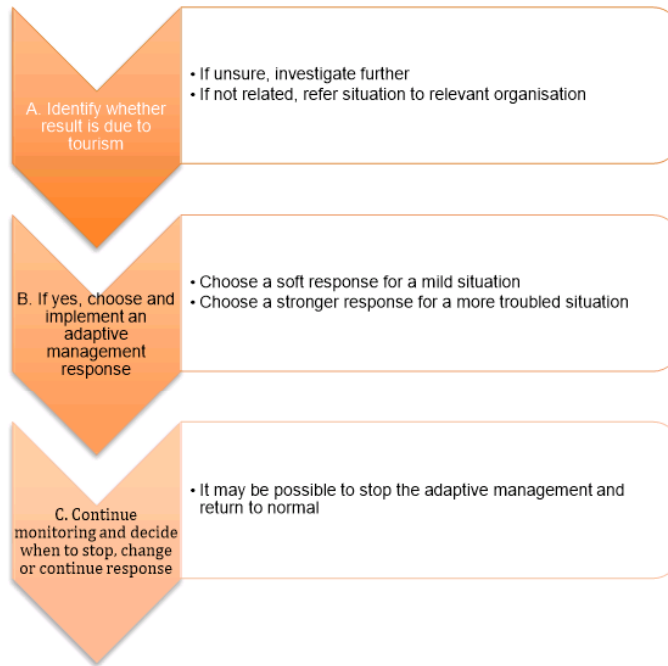 A. Identify whether
result is due to
tourism
• If unsure, investigate further
• If not related, refer situation to relevant organisation
B. If yes, choose and
implement an
adaptive
management
response
• Choose a soft response for a mild situation
• Choose a stronger response for a more troubled situation
C. Continue
monitoring and decide
when to stop, change
or continue response
• It may be possible to stop the adaptive management and
return to normal